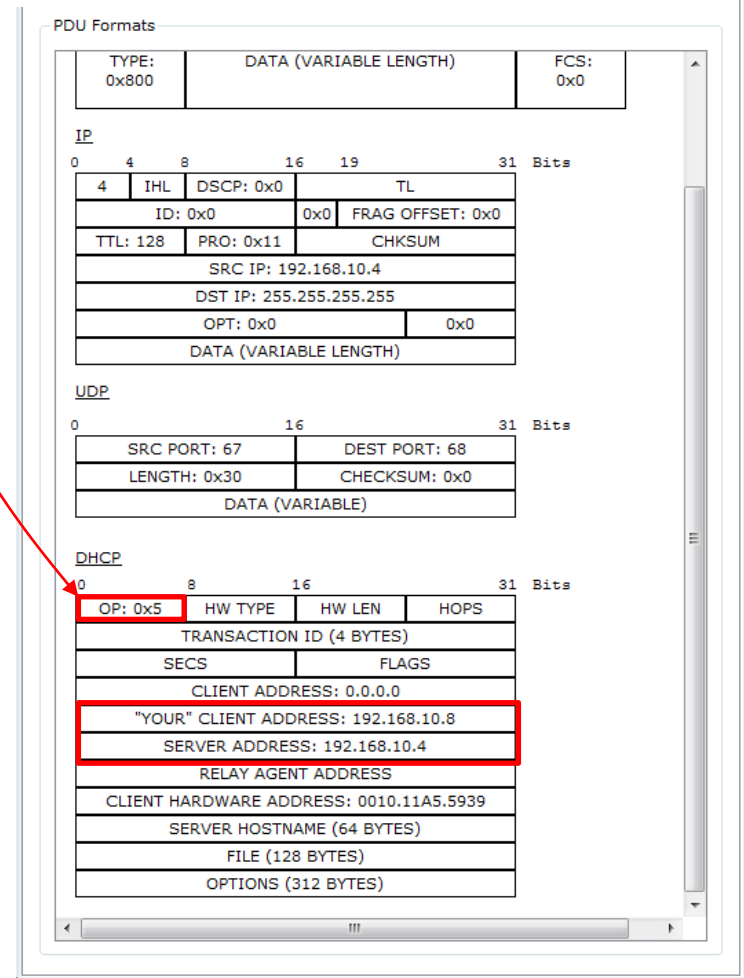 PDU Formats
TYPE: 0x800 DATA (VARIABLE LENGTH) FCS: 0x0
IP
0 4 8 16 19 31 Bits
4 IHL DSCP: 0x0 TL
ID: 0x0 0x0 FRAG OFFSET: 0x0
TTL: 128 PRO: 0x11 CHKSUM
SRC IP: 192.168.10.4
DST IP: 255.255.255.255
OPT: 0x0 0x0
DATA (VARIABLE LENGTH)
UDP
0 16 31 Bits
SRC PORT: 67 DEST PORT: 68
LENGTH: 0x30 CHECKSUM: 0x0
DATA (VARIABLE)
DHCP
0 8 16 31 Bits
OP: 0x5 HW TYPE HW LEN HOPS
TRANSACTION ID (4 BYTES)
SECS FLAGS
CLIENT ADDRESS: 0.0.0.0
"YOUR" CLIENT ADDRESS: 192.168.10.8
SERVER ADDRESS: 192.168.10.4
RELAY AGENT ADDRESS
CLIENT HARDWARE ADDRESS: 0010.11A5.5939
SERVER HOSTNAME (64 BYTES)
FILE (128 BYTES)
OPTIONS (312 BYTES)